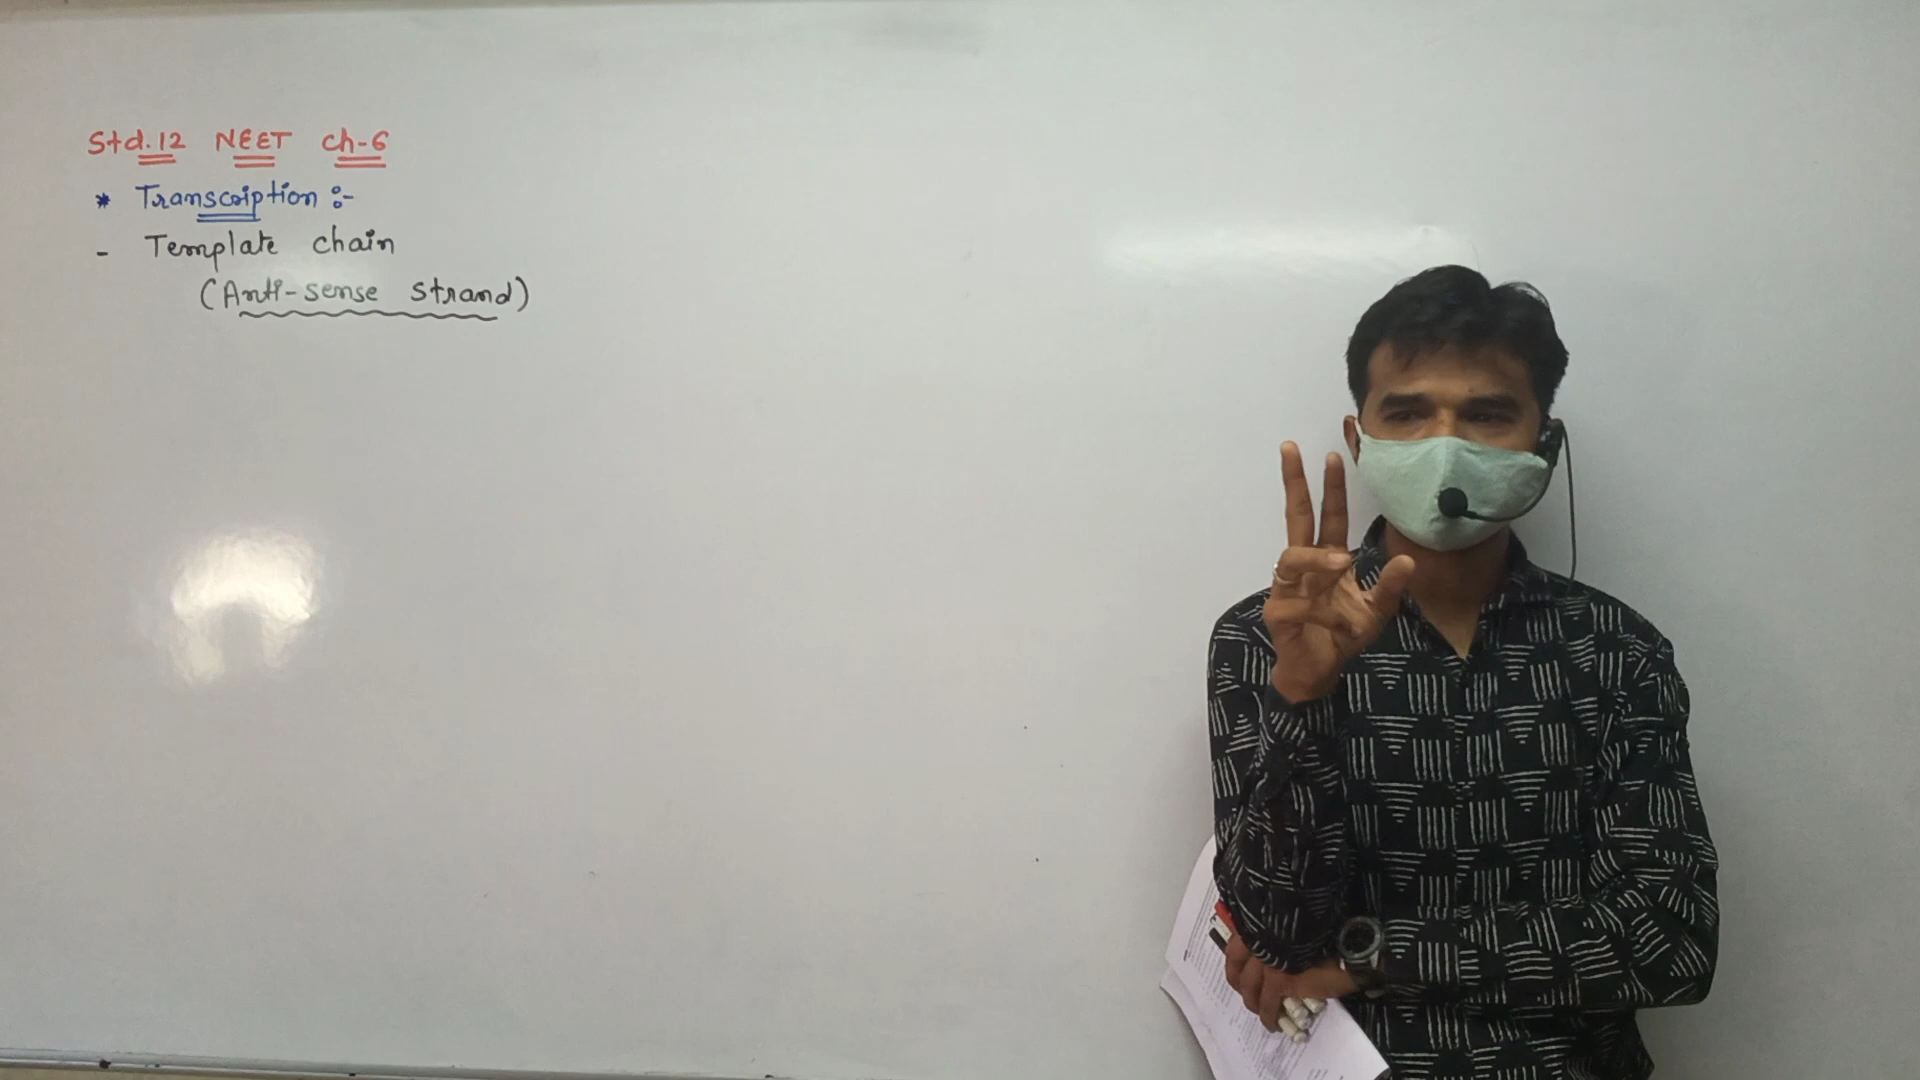 Std.12 NEET ch-6
* Transcription :-
- Template chain
(Anti-sense strand)